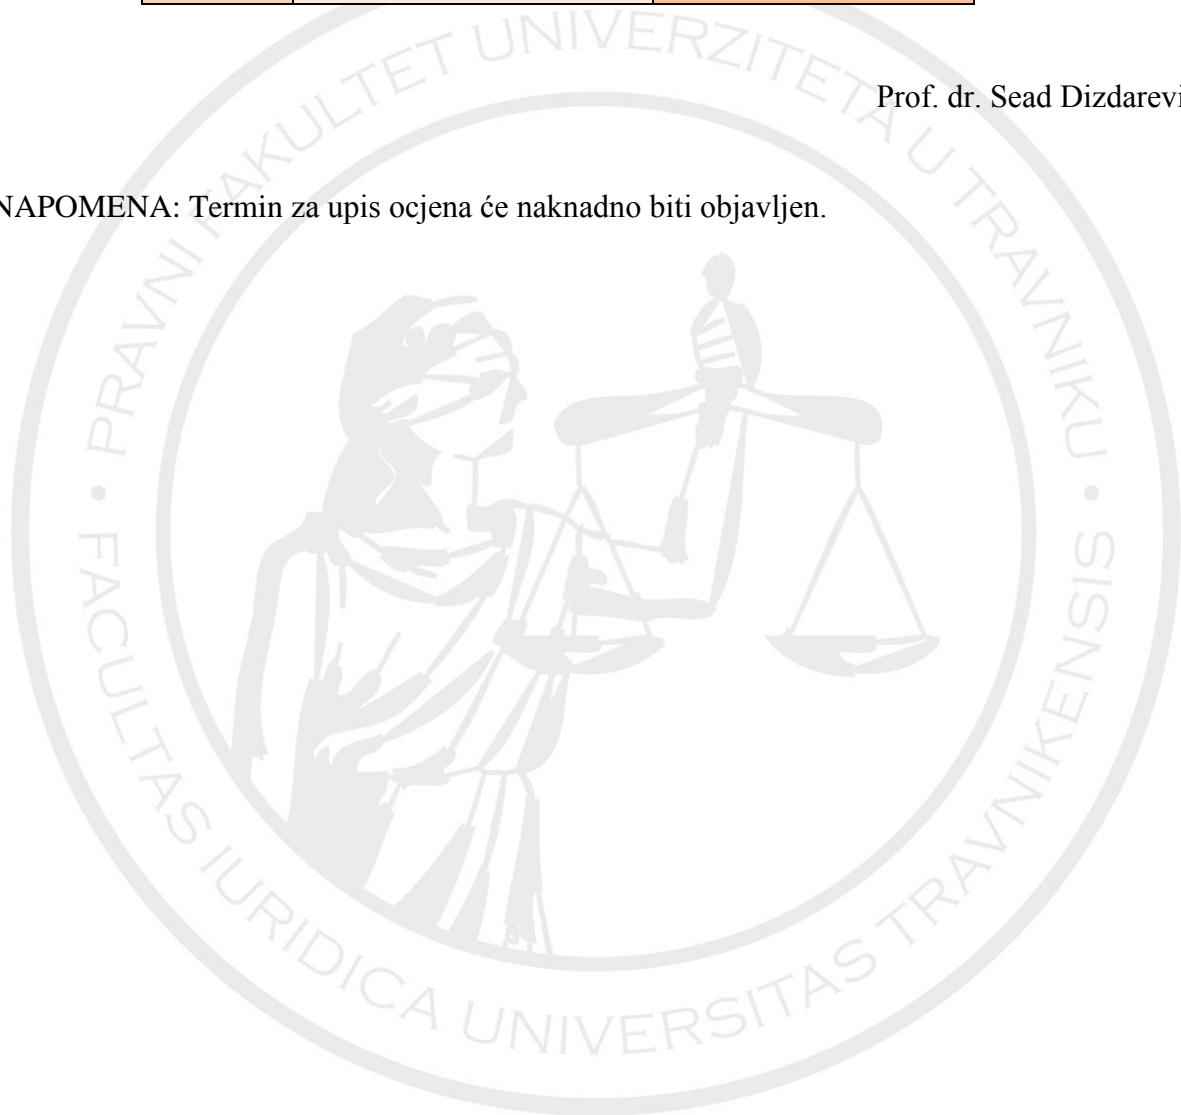 Prof. dr. Sead Dizdarevi
NAPOMENA: Termin za upis ocjena će naknadno biti objavljen.
PRAVNI FAKULTET UNIVERZITETA U TRAVNIKU
FACULTAS IURIDICA UNIVERSITAS TRAVNIKENSIS